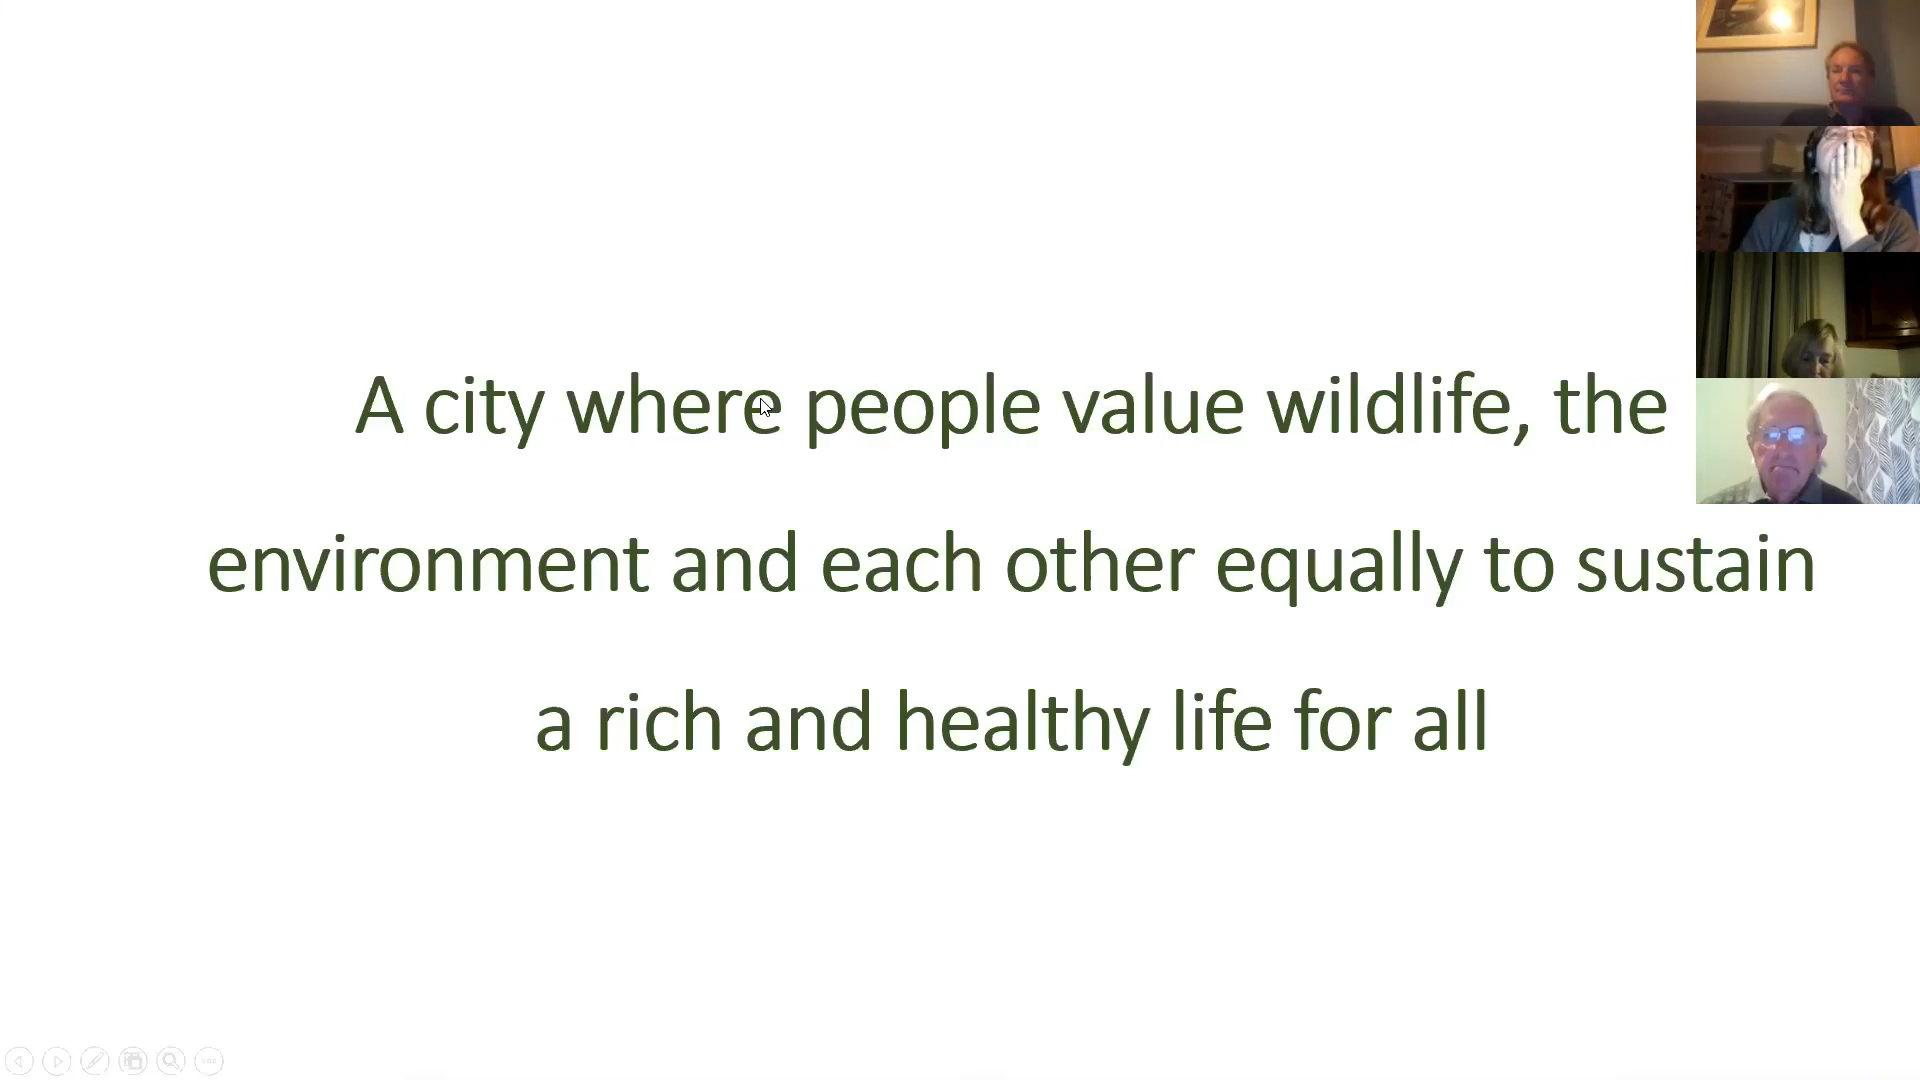 A city where people value wildlife, the
environment and each other equally to sustain
a rich and healthy life for all